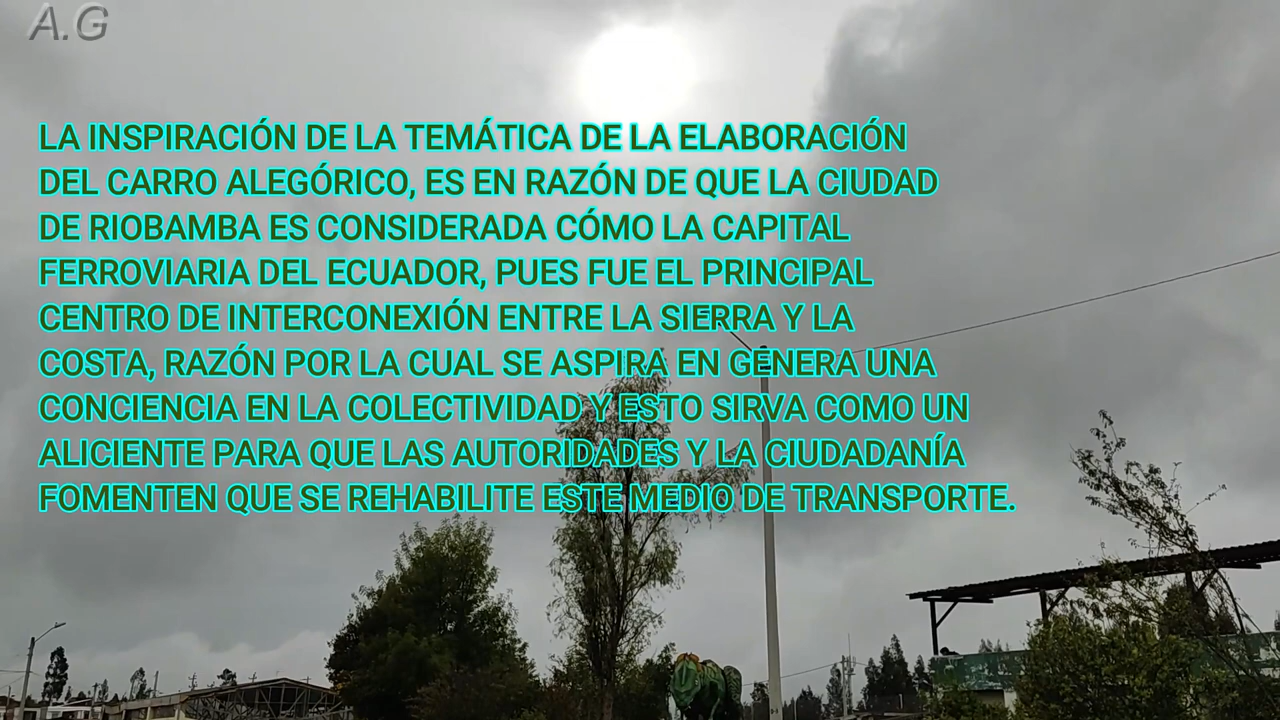 A.G
LA INSPIRACIÓN DE LA TEMÁTICA DE LA ELABORACIÓN
DEL CARRO ALEGÓRICO, ES EN RAZÓN DE QUE LA CIUDAD
DE RIOBAMBA ES CONSIDERADA CÓMO LA CAPITAL
FERROVIARIA DEL ECUADOR, PUES FUE EL PRINCIPAL
CENTRO DE INTERCONEXIÓN ENTRE LA SIERRA Y LA
COSTA, RAZÓN POR LA CUAL SE ASPIRA EN GENERA UNA
CONCIENCIA EN LA COLECTIVIDAD Y ESTO SIRVA COMO UN
ALICIENTE PARA QUE LAS AUTORIDADES Y LA CIUDADANÍA
FOMENTEN QUE SE REHABILITE ESTE MEDIO DE TRANSPORTE.